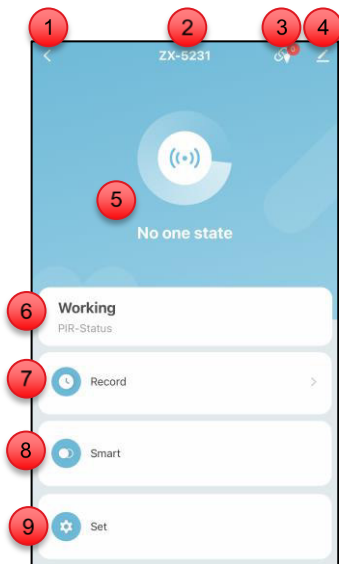 1
2
3
4
ZX-5231
5
No one state
6
Working
PIR-Status
7
Record
8
Smart
9
Set